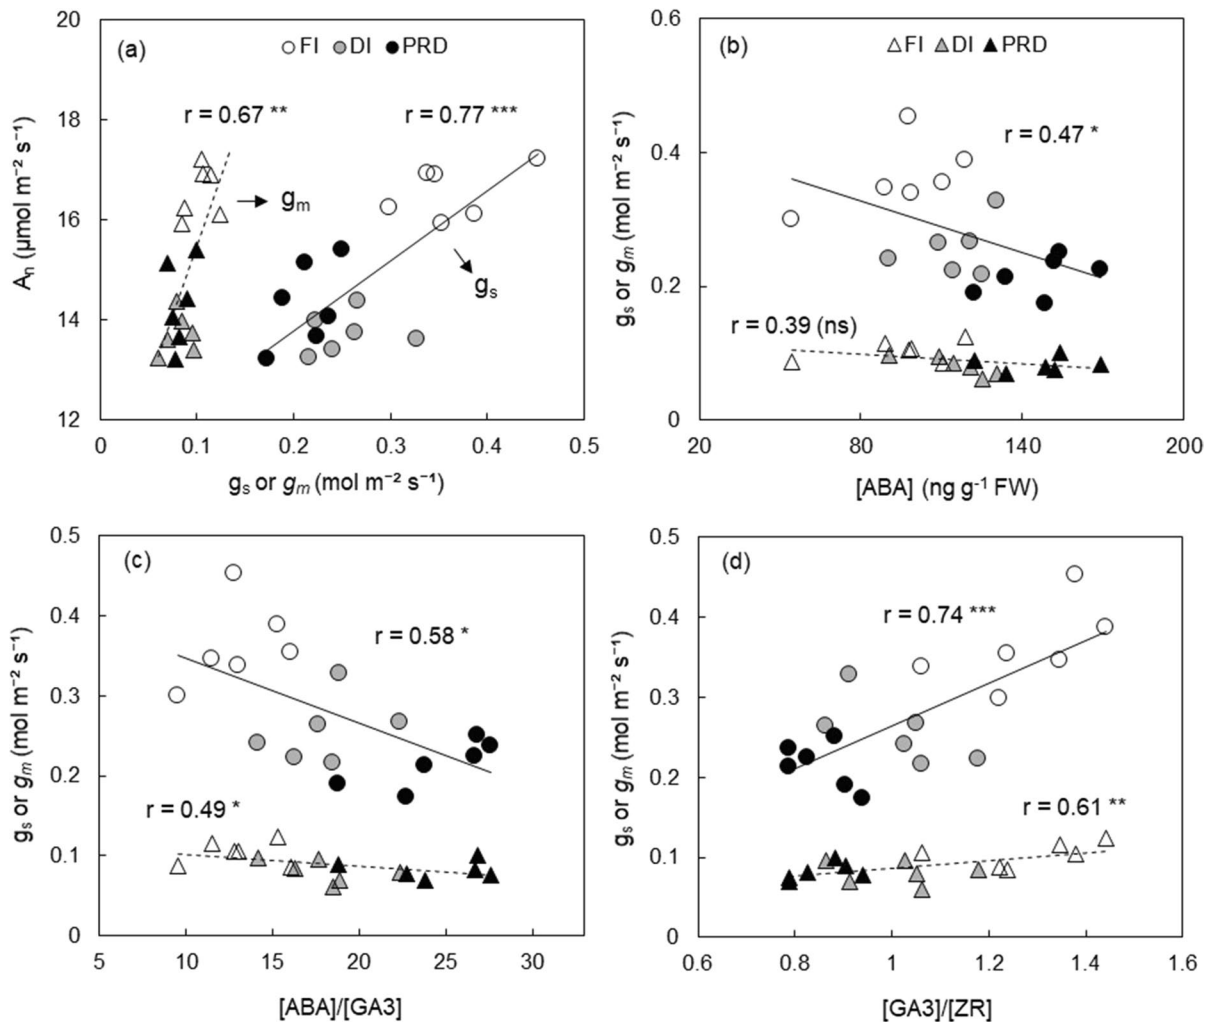 (a)
FI DI PRD
r = 0.67 **
r = 0.77 ***
gₘ
gₛ
20
18
16
14
12
Aₙ (µmol m⁻² s⁻¹)
0 0.1 0.2 0.3 0.4 0.5
gₛ or gₘ (mol m⁻² s⁻¹)
(b)
FI DI PRD
r = 0.47 *
r = 0.39 (ns)
0.6
0.4
0.2
0
gₛ or gₘ (mol m⁻² s⁻¹)
20 80 140 200
[ABA] (ng g⁻¹ FW)
(c)
r = 0.58 *
r = 0.49 *
0.5
0.4
0.3
0.2
0.1
0
gₛ or gₘ (mol m⁻² s⁻¹)
5 10 15 20 25 30
[ABA]/[GA3]
(d)
r = 0.74 ***
r = 0.61 **
0.5
0.4
0.3
0.2
0.1
0
gₛ or gₘ (mol m⁻² s⁻¹)
0.6 0.8 1 1.2 1.4 1.6
[GA3]/[ZR]